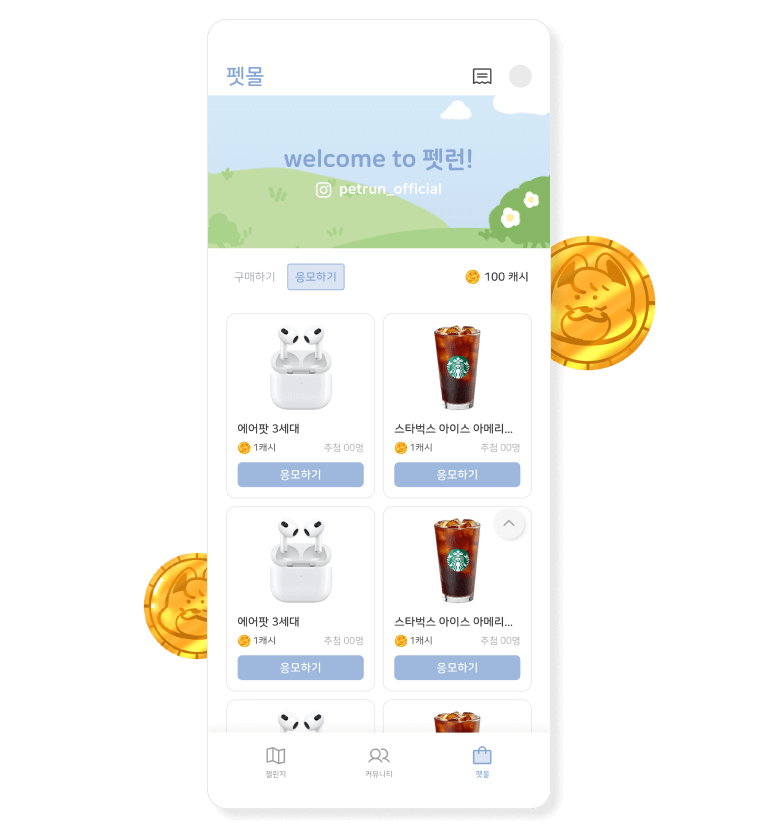 펫몰
welcome to 펫런!
petrun_official
구매하기 응모하기 100 캐시
에어팟 3세대
1캐시 추첨 00명
응모하기
스타벅스 아이스 아메리...
1캐시 추첨 00명
응모하기
에어팟 3세대
1캐시 추첨 00명
응모하기
스타벅스 아이스 아메리...
1캐시 추첨 00명
응모하기
챌린지 커뮤니티 펫몰